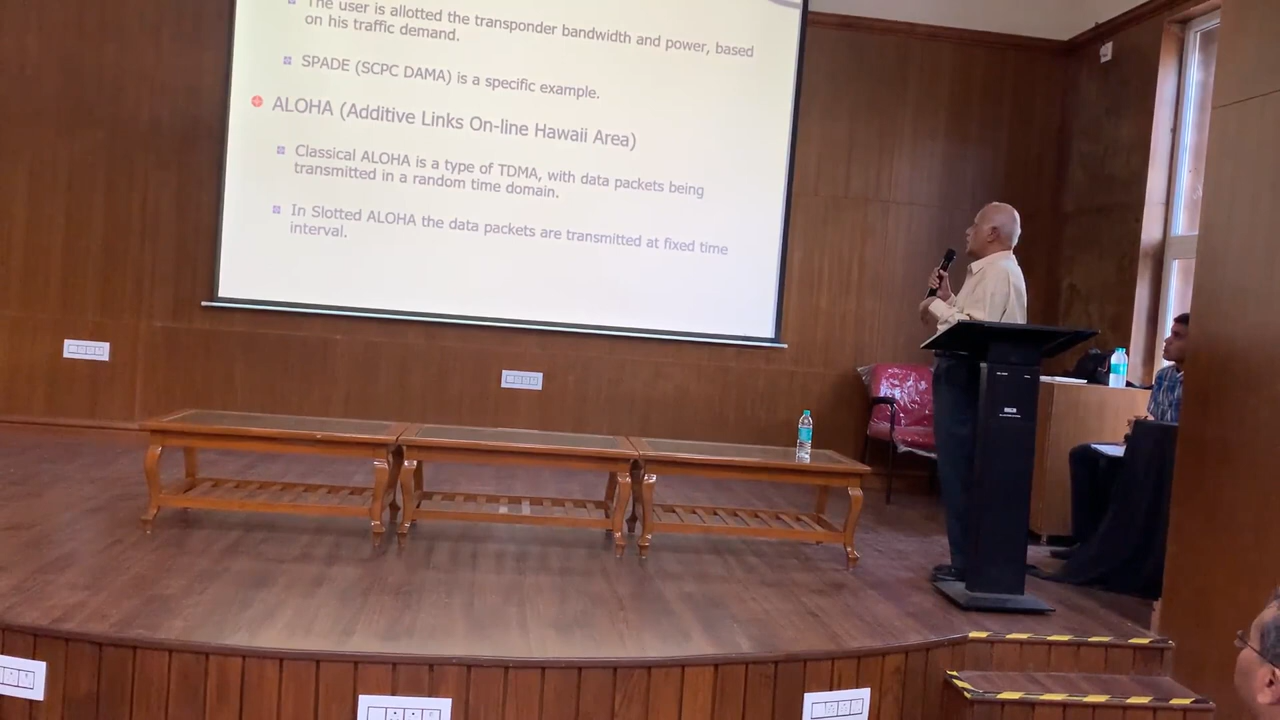 The user is allotted the transponder bandwidth and power, based
on his traffic demand.
SPADE (SCPC DAMA) is a specific example.
ALOHA (Additive Links On-line Hawaii Area)
Classical ALOHA is a type of TDMA, with data packets being
transmitted in a random time domain.
In Slotted ALOHA the data packets are transmitted at fixed time
interval.